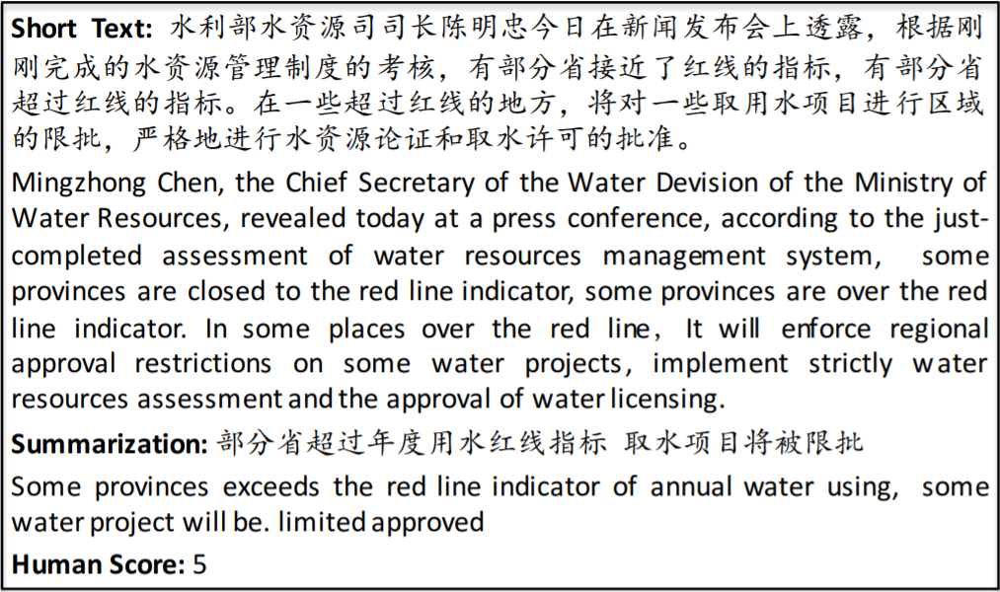 Short Text: 水利部水资源司司长陈明忠今日在新闻发布会上透露，根据刚
刚完成的水资源管理制度的考核，有部分省接近了红线的指标，有部分省
超过红线的指标。在一些超过红线的地方，将对一些取用水项目进行区域
的限批，严格地进行水资源论证和取水许可的批准。
Mingzhong Chen, the Chief Secretary of the Water Devision of the Ministry of
Water Resources, revealed today at a press conference, according to the just-
completed assessment of water resources management system, some
provinces are closed to the red line indicator, some provinces are over the red
line indicator. In some places over the red line, It will enforce regional
approval restrictions on some water projects, implement strictly water
resources assessment and the approval of water licensing.
Summarization: 部分省超过年度用水红线指标 取水项目将被限批
Some provinces exceeds the red line indicator of annual water using, some
water project will be. limited approved
Human Score: 5